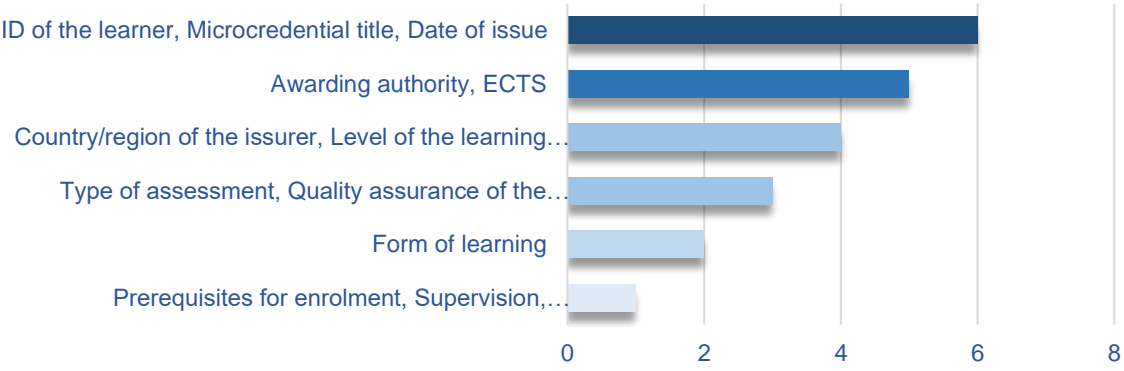 ID of the learner, Microcredential title, Date of issue
Awarding authority, ECTS
Country/region of the issurer, Level of the learning…
Type of assessment, Quality assurance of the…
Form of learning
Prerequisites for enrolment, Supervision,…
0 2 4 6 8